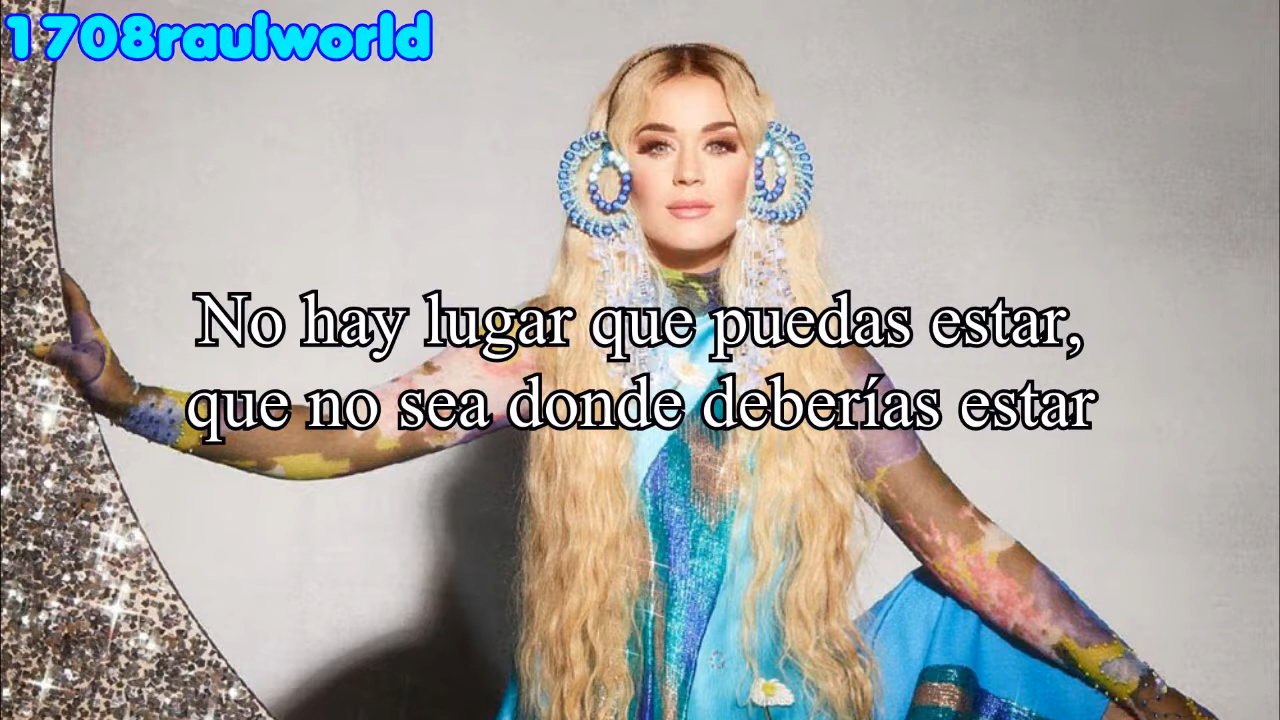 1708raulworld
No hay lugar que puedas estar,
que no sea donde deberías estar